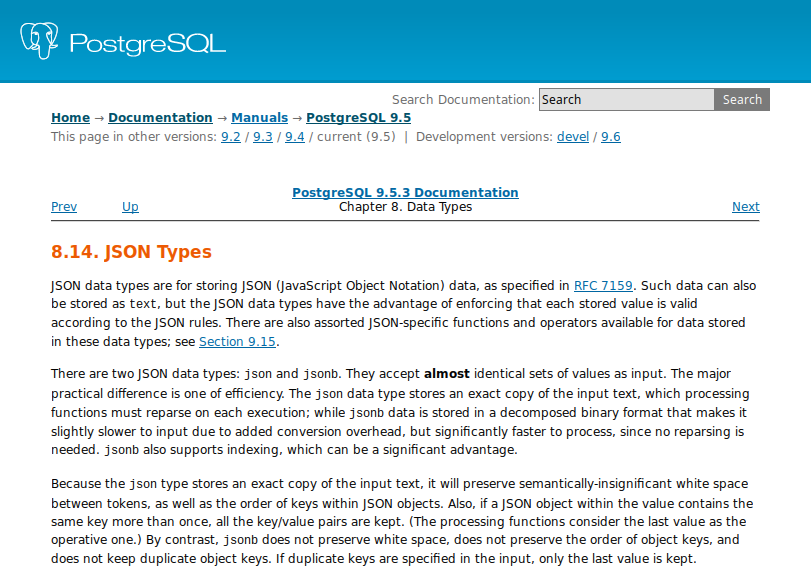 PostgreSQL
Search Documentation: Search Search
Home → Documentation → Manuals → PostgreSQL 9.5
This page in other versions: 9.2 / 9.3 / 9.4 / current (9.5) | Development versions: devel / 9.6
PostgreSQL 9.5.3 Documentation
Prev Up Chapter 8. Data Types Next
8.14. JSON Types
JSON data types are for storing JSON (JavaScript Object Notation) data, as specified in RFC 7159. Such data can also
be stored as text, but the JSON data types have the advantage of enforcing that each stored value is valid
according to the JSON rules. There are also assorted JSON-specific functions and operators available for data stored
in these data types; see Section 9.15.
There are two JSON data types: json and jsonb. They accept almost identical sets of values as input. The major
practical difference is one of efficiency. The json data type stores an exact copy of the input text, which processing
functions must reparse on each execution; while jsonb data is stored in a decomposed binary format that makes it
slightly slower to input due to added conversion overhead, but significantly faster to process, since no reparsing is
needed. jsonb also supports indexing, which can be a significant advantage.
Because the json type stores an exact copy of the input text, it will preserve semantically-insignificant white space
between tokens, as well as the order of keys within JSON objects. Also, if a JSON object within the value contains the
same key more than once, all the key/value pairs are kept. (The processing functions consider the last value as the
operative one.) By contrast, jsonb does not preserve white space, does not preserve the order of object keys, and
does not keep duplicate object keys. If duplicate keys are specified in the input, only the last value is kept.